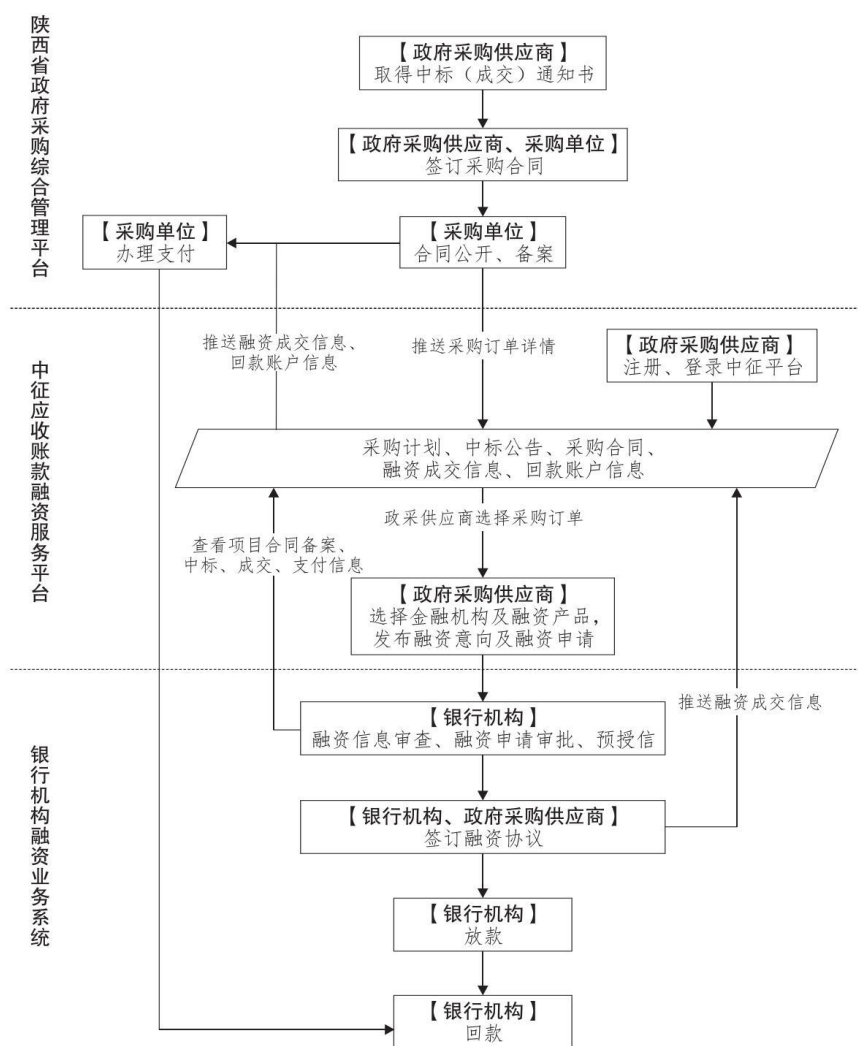 陕西省政府采购综合管理平台
【政府采购供应商】
取得中标（成交）通知书
【政府采购供应商、采购单位】
签订采购合同
【采购单位】
办理支付
【采购单位】
合同公开、备案
中征应收账款融资服务平台
推送融资成交信息、
回款账户信息
推送采购订单详情
【政府采购供应商】
注册、登录中征平台
采购计划、中标公告、采购合同、
融资成交信息、回款账户信息
政采供应商选择采购订单
查看项目合同备案、
中标、成交、支付信息
【政府采购供应商】
选择金融机构及融资产品，
发布融资意向及融资申请
银行机构融资业务系统
【银行机构】
融资信息审查、融资申请审批、预授信
推送融资成交信息
【银行机构、政府采购供应商】
签订融资协议
【银行机构】
放款
【银行机构】
回款